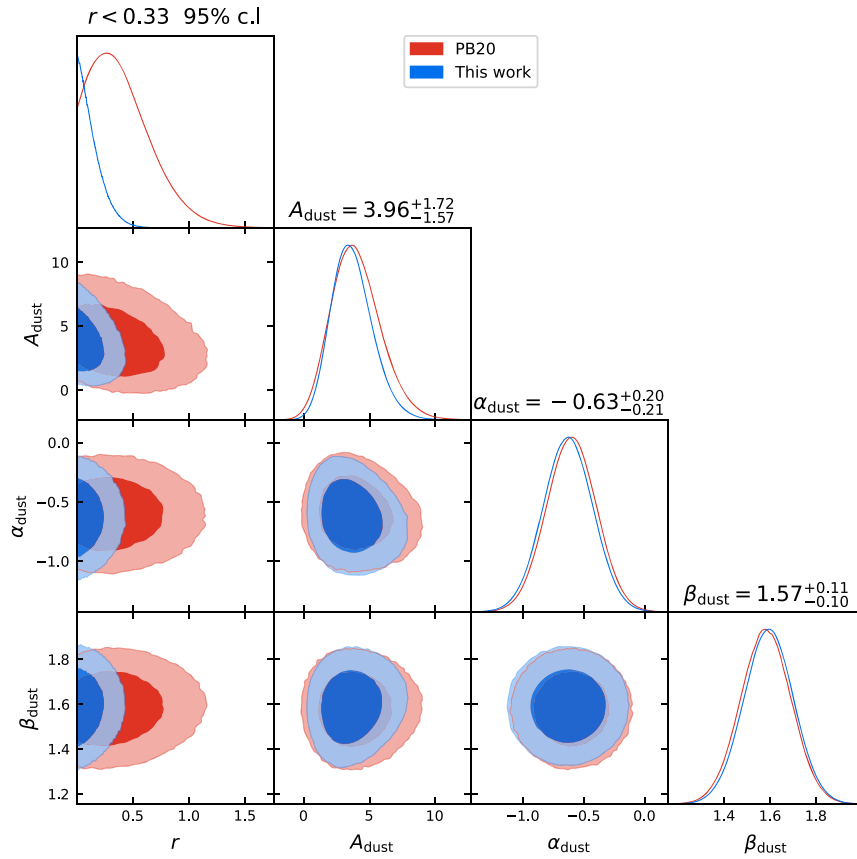 r < 0.33 95% c.l
PB20
This work
A_dust = 3.96^{+1.72}_{-1.57}
10
5
0
A_dust
α_dust = −0.63^{+0.20}_{-0.21}
0.0
−0.5
−1.0
α_dust
β_dust = 1.57^{+0.11}_{-0.10}
1.8
1.6
1.4
1.2
β_dust
0.5 1.0 1.5
0 5 10
−1.0 −0.5 0.0
1.4 1.6 1.8
r
A_dust
α_dust
β_dust